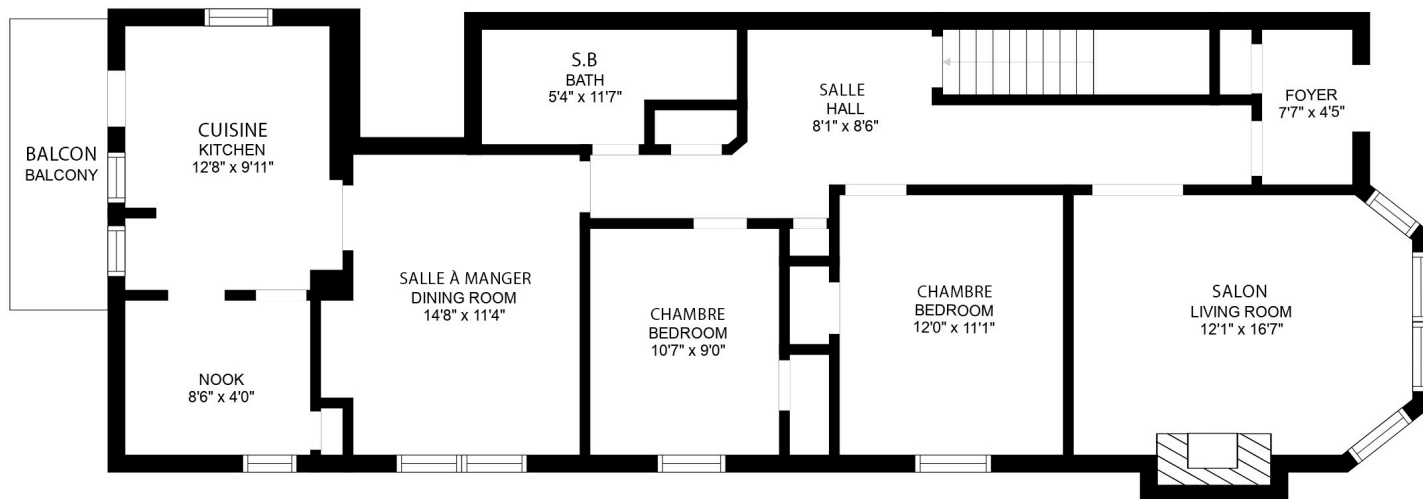 BALCON
BALCONY
CUISINE
KITCHEN
12'8" x 9'11"
NOOK
8'6" x 4'0"
SALLE À MANGER
DINING ROOM
14'8" x 11'4"
S.B
BATH
5'4" x 11'7"
CHAMBRE
BEDROOM
10'7" x 9'0"
SALLE
HALL
8'1" x 8'6"
CHAMBRE
BEDROOM
12'0" x 11'1"
FOYER
7'7" x 4'5"
SALON
LIVING ROOM
12'1" x 16'7"